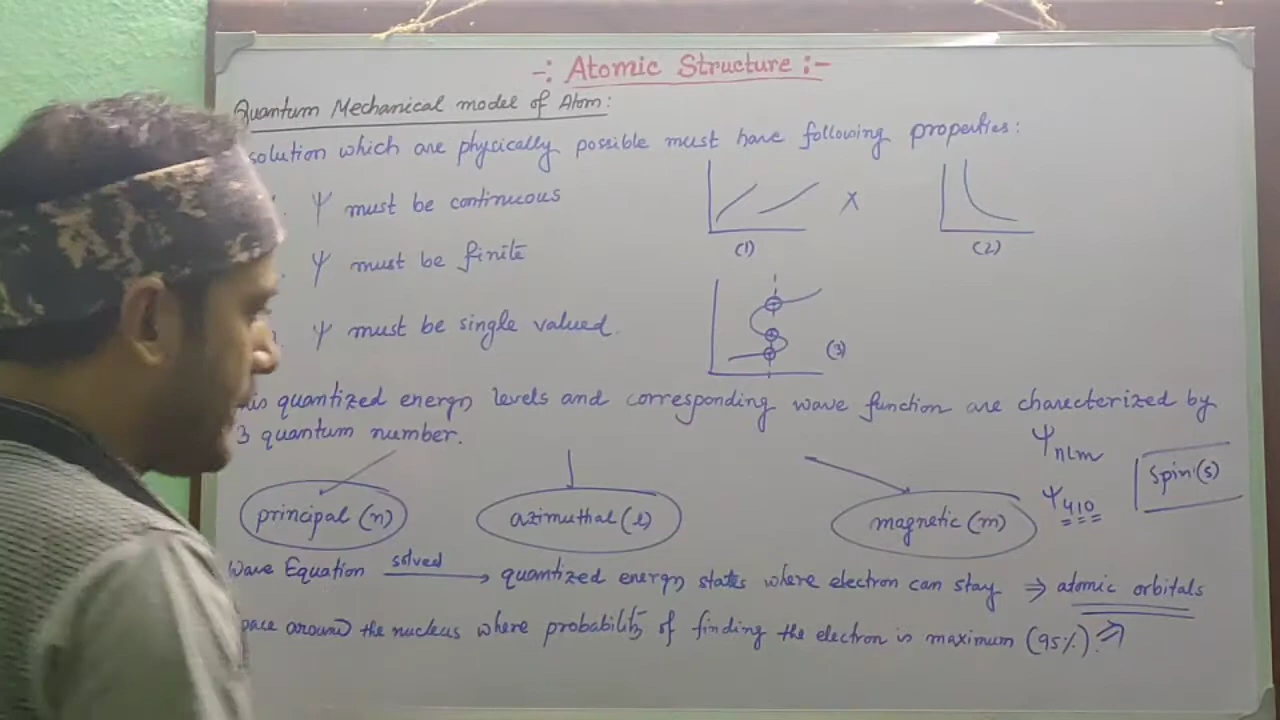 -: Atomic Structure :-
Quantum Mechanical model of Atom:
solution which are physically possible must have following properties:
ψ must be continuous
X
(1)
(2)
ψ must be finite
ψ must be single valued.
(3)
quantized energy levels and corresponding wave function are charecterized by
3 quantum number.
ψnlm
ψ410
Spin(s)
principal (n)
azimuthal (l)
magnetic (m)
Wave Equation solved → quantized energy states where electron can stay ⇒ atomic orbitals
around the nucleus where probability of finding the electron is maximum (95%).